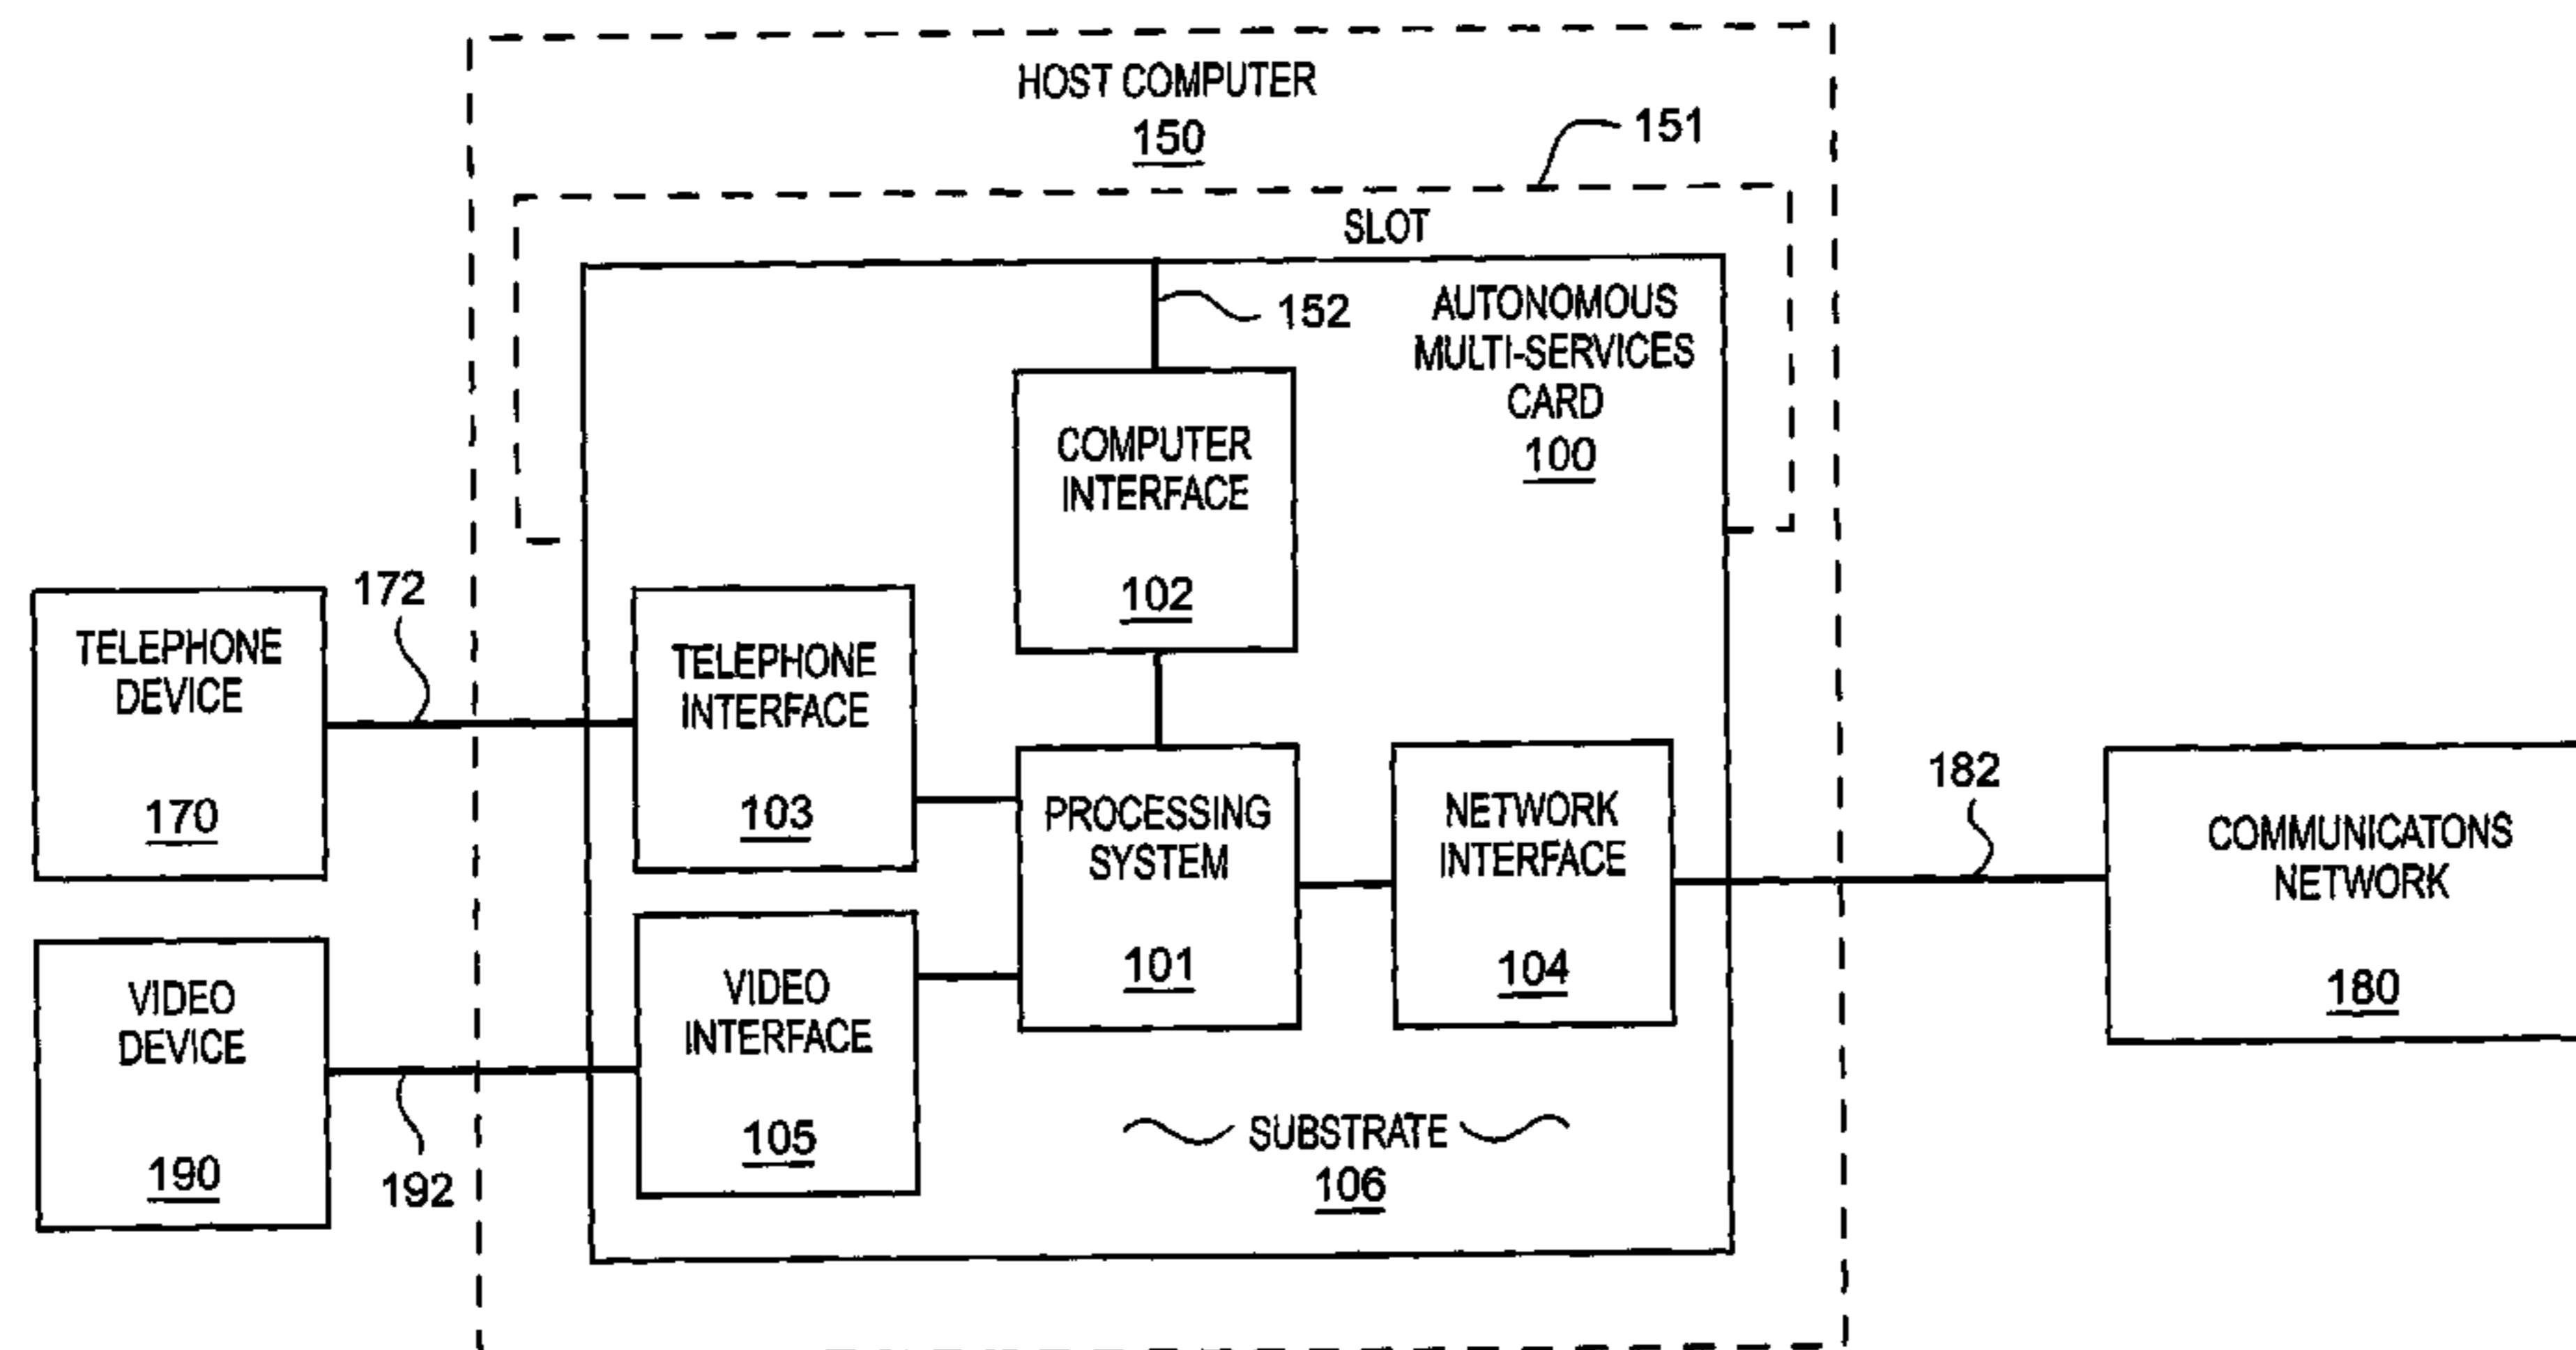 HOST COMPUTER
150
151
SLOT
152
AUTONOMOUS
MULTI-SERVICES
CARD
100
COMPUTER
INTERFACE
102
172
TELEPHONE
DEVICE
170
TELEPHONE
INTERFACE
103
PROCESSING
SYSTEM
101
NETWORK
INTERFACE
104
182
COMMUNICATONS
NETWORK
180
VIDEO
DEVICE
190
192
VIDEO
INTERFACE
105
SUBSTRATE
106